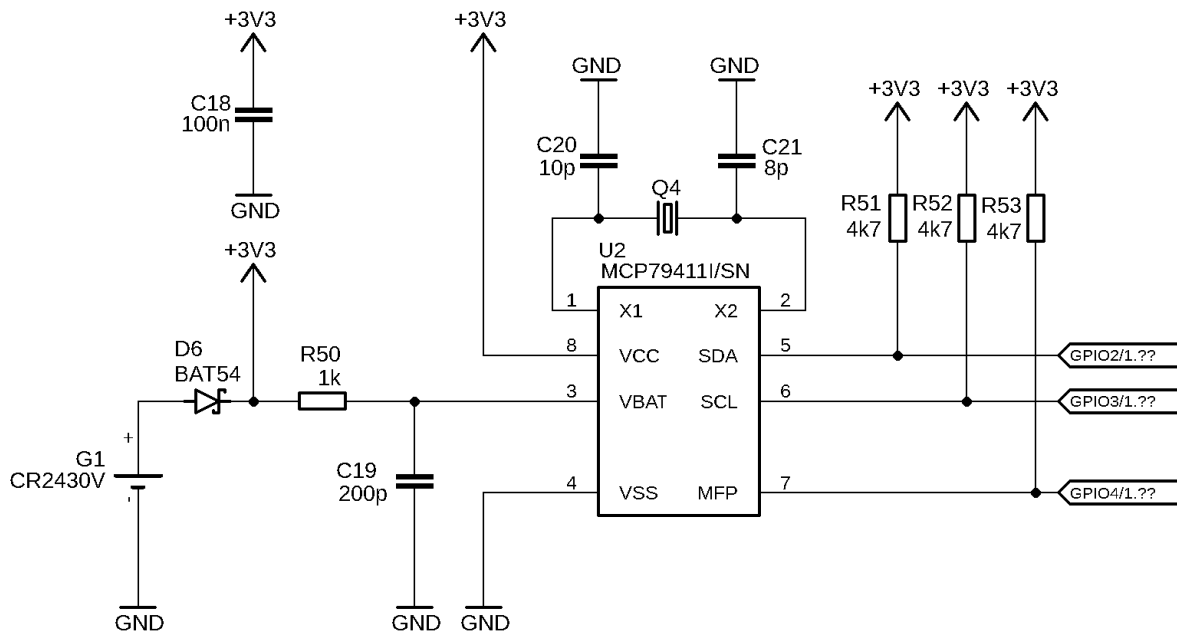 +3V3
C18
100n
GND
+3V3
+3V3
GND
GND
C20
10p
C21
8p
Q4
+3V3
+3V3
+3V3
R51
4k7
R52
4k7
R53
4k7
U2
MCP79411I/SN
1
X1
X2
2
8
VCC
SDA
5
GPIO2/1.??
D6
BAT54
R50
1k
3
VBAT
SCL
6
GPIO3/1.??
+
G1
CR2430V
-
C19
200p
4
VSS
MFP
7
GPIO4/1.??
GND
GND
GND